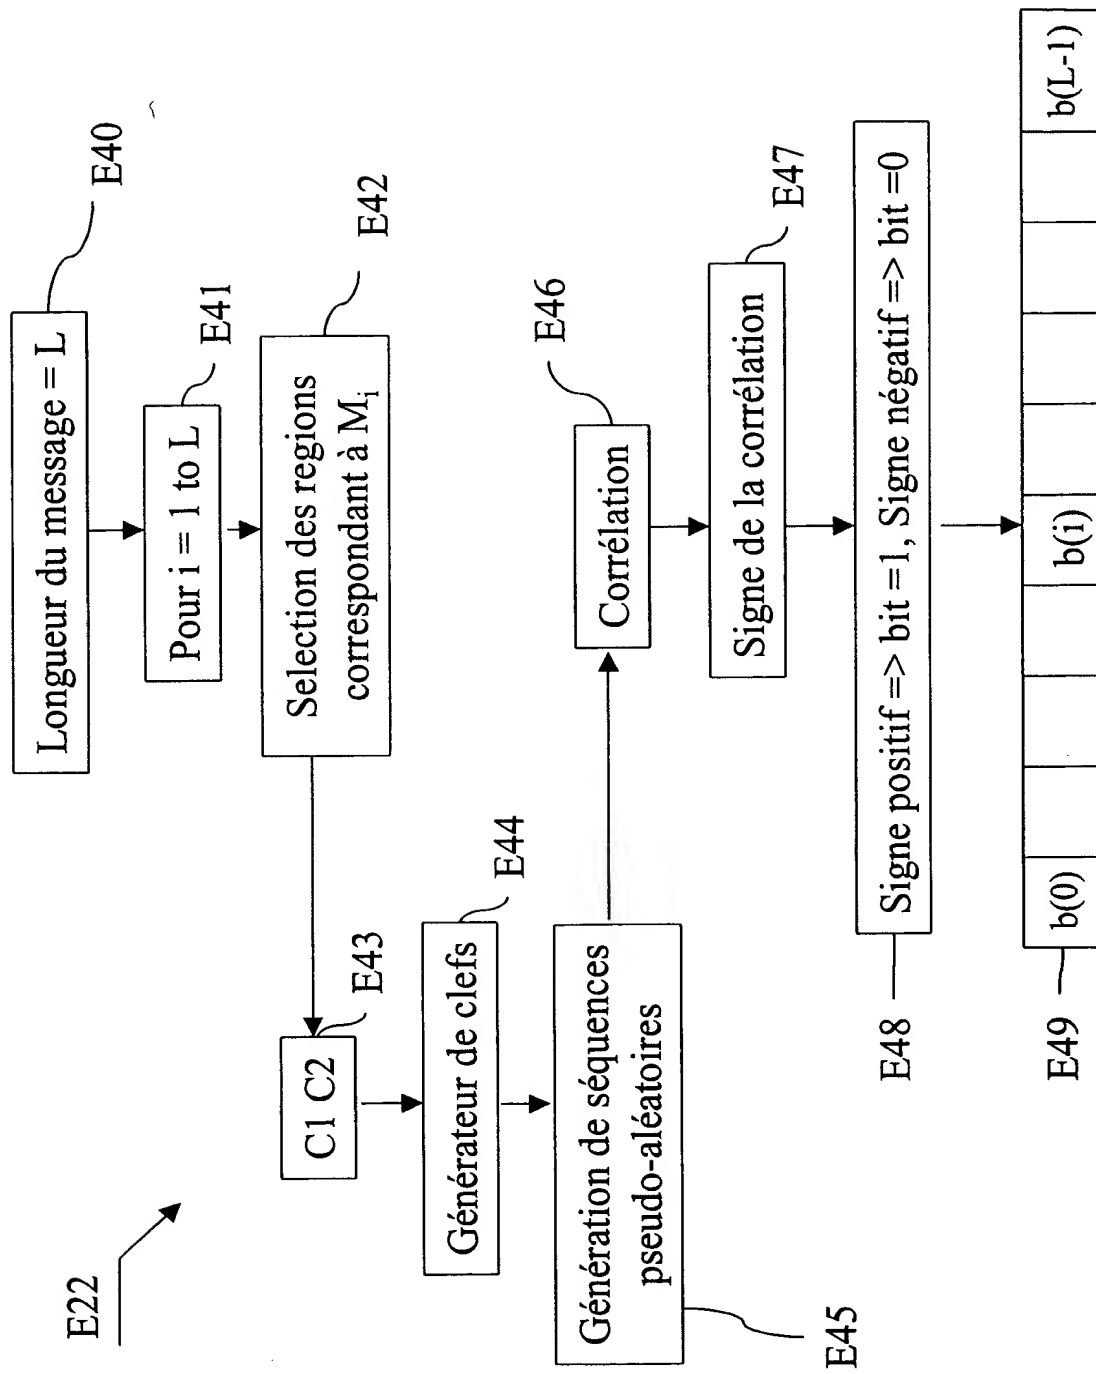 E22
Longueur du message = L
E40
Pour i = 1 to L
E41
Selection des regions
correspondant à Mi
E42
C1 C2
E43
Générateur de clefs
E44
Génération de séquences
pseudo-aléatoires
E45
Corrélation
E46
Signe de la corrélation
E47
Signe positif => bit =1, Signe négatif => bit =0
E48
b(0)
b(i)
b(L-1)
E49